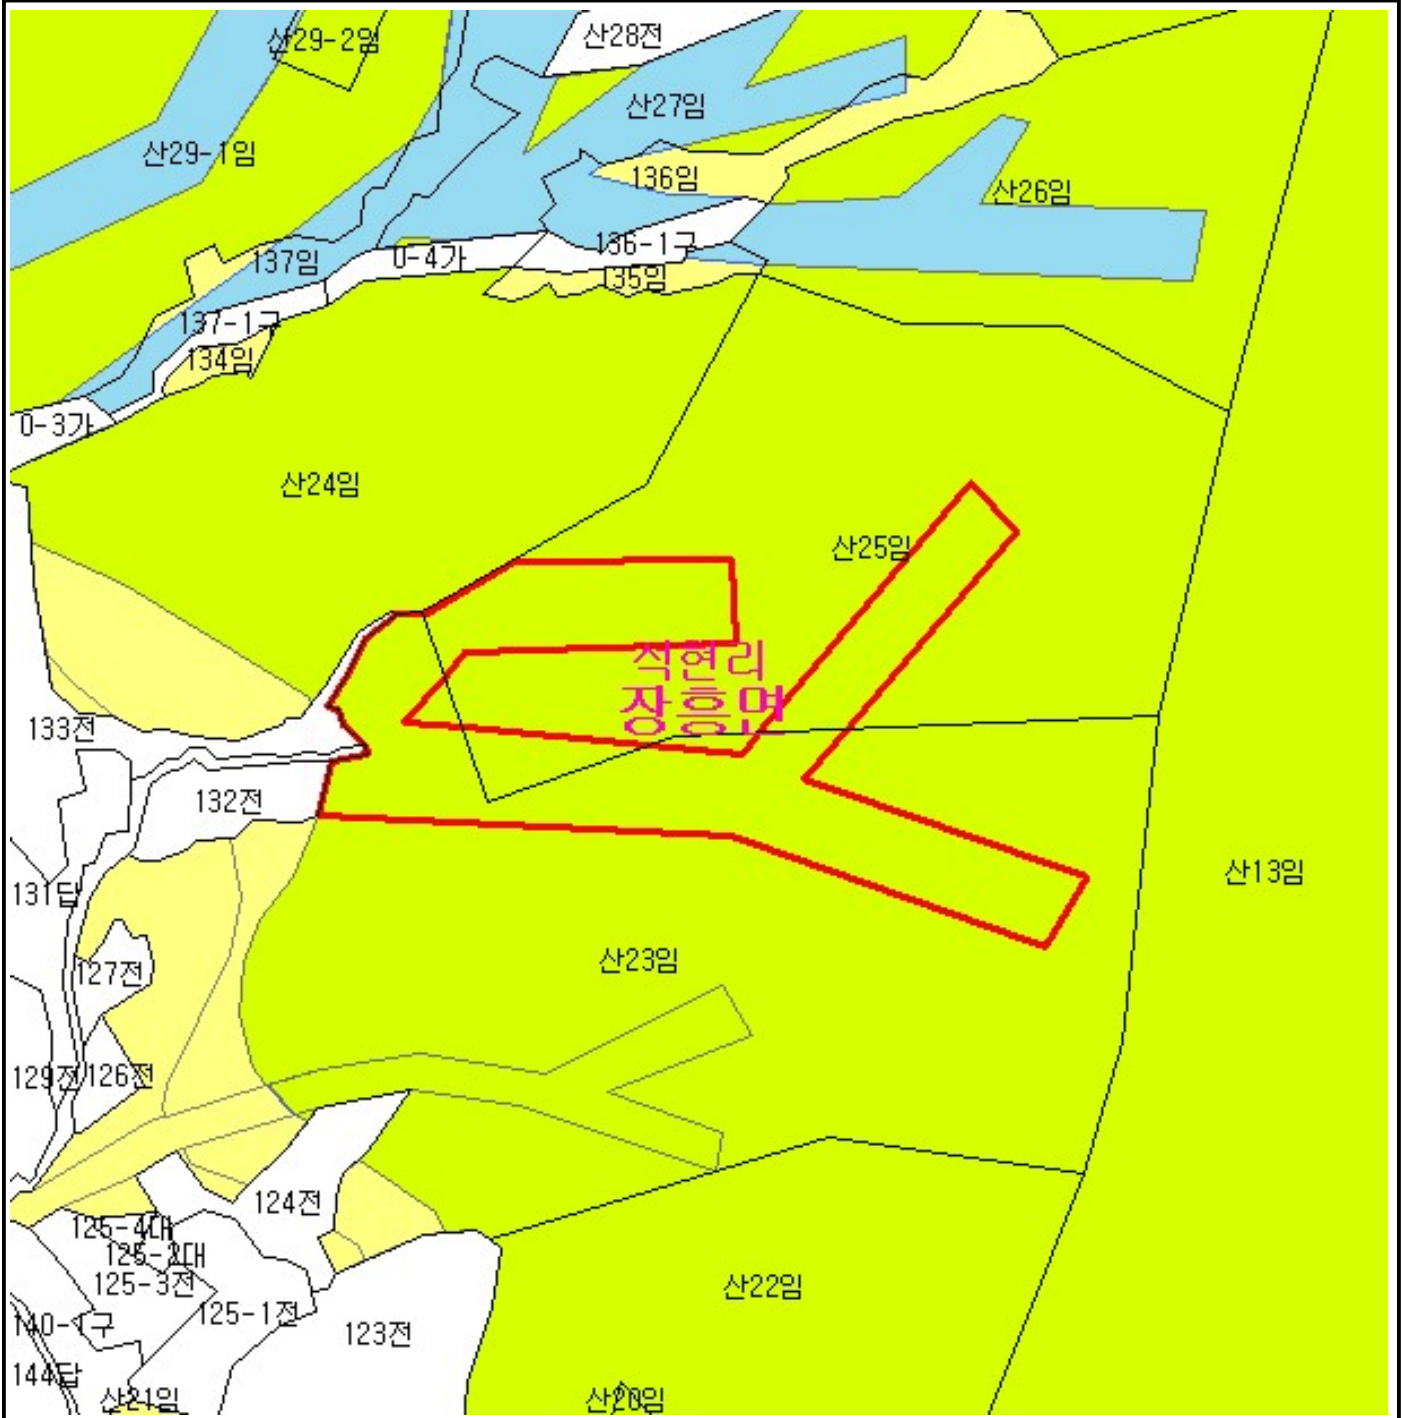 산29-2임
산28전
산27임
산29-1임
136임
산26임
136-1구
0-4가
137임
135임
137-1구
134임
0-3가
산24임
산25임
석현리
장흥면
133전
132전
산13임
131답
산23임
127전
129전
126전
124전
125-4대
125-2대
125-3전
산22임
125-1전
140-1구
123전
144답
산21임
산20임